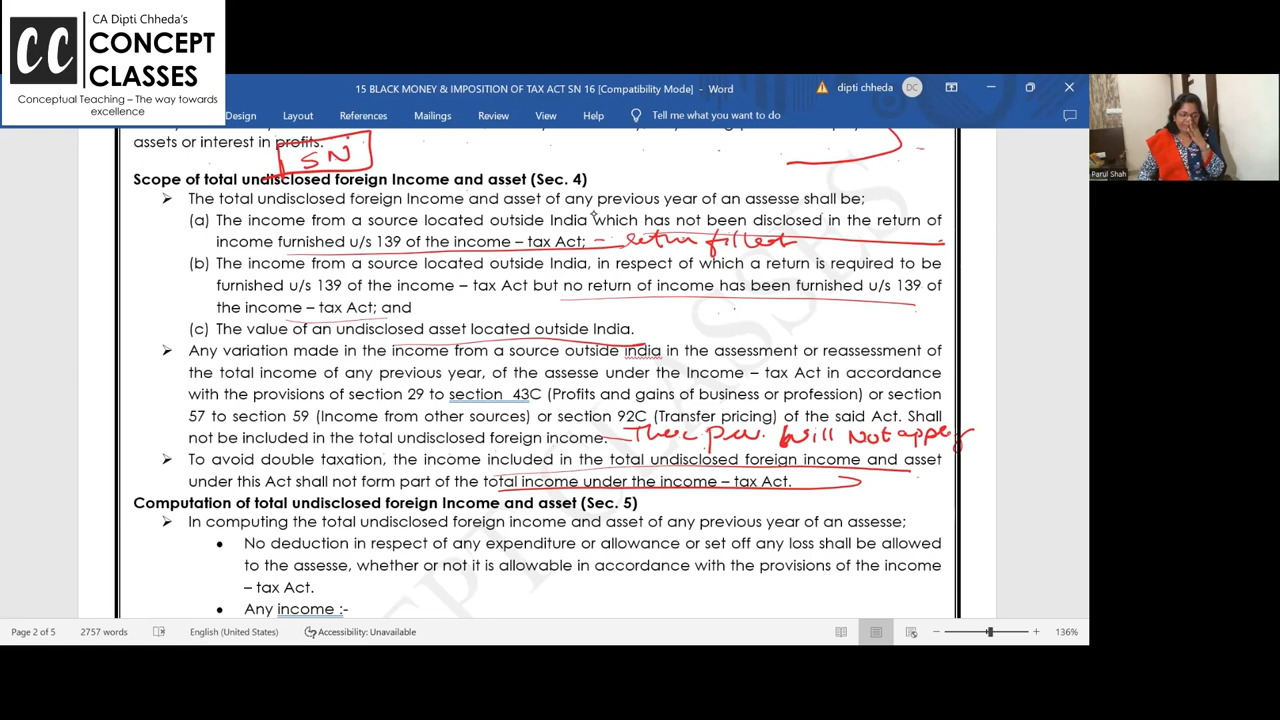 CA Dipti Chheda's
CONCEPT
CLASSES
CC
Conceptual Teaching – The way towards
excellence
15 BLACK MONEY & IMPOSITION OF TAX ACT SN 16 [Compatibility Mode] - Word
dipti chheda
DC
Design Layout References Mailings Review View Help Tell me what you want to do
Parul Shah
assets or interest in profits.
SN
Scope of total undisclosed foreign Income and asset (Sec. 4)
➢ The total undisclosed foreign Income and asset of any previous year of an assesse shall be;
(a) The income from a source located outside India which has not been disclosed in the return of
income furnished u/s 139 of the income – tax Act; – return filled
(b) The income from a source located outside India, in respect of which a return is required to be
furnished u/s 139 of the income – tax Act but no return of income has been furnished u/s 139 of
the income – tax Act; and
(c) The value of an undisclosed asset located outside India.
➢ Any variation made in the income from a source outside india in the assessment or reassessment of
the total income of any previous year, of the assesse under the Income – tax Act in accordance
with the provisions of section 29 to section 43C (Profits and gains of business or profession) or section
57 to section 59 (Income from other sources) or section 92C (Transfer pricing) of the said Act. Shall
not be included in the total undisclosed foreign income. will Not apply
➢ To avoid double taxation, the income included in the total undisclosed foreign income and asset
under this Act shall not form part of the total income under the income – tax Act.
Computation of total undisclosed foreign Income and asset (Sec. 5)
➢ In computing the total undisclosed foreign income and asset of any previous year of an assesse;
• No deduction in respect of any expenditure or allowance or set off any loss shall be allowed
to the assesse, whether or not it is allowable in accordance with the provisions of the income
– tax Act.
• Any income :-
Page 2 of 5 2757 words English (United States) Accessibility: Unavailable 136%